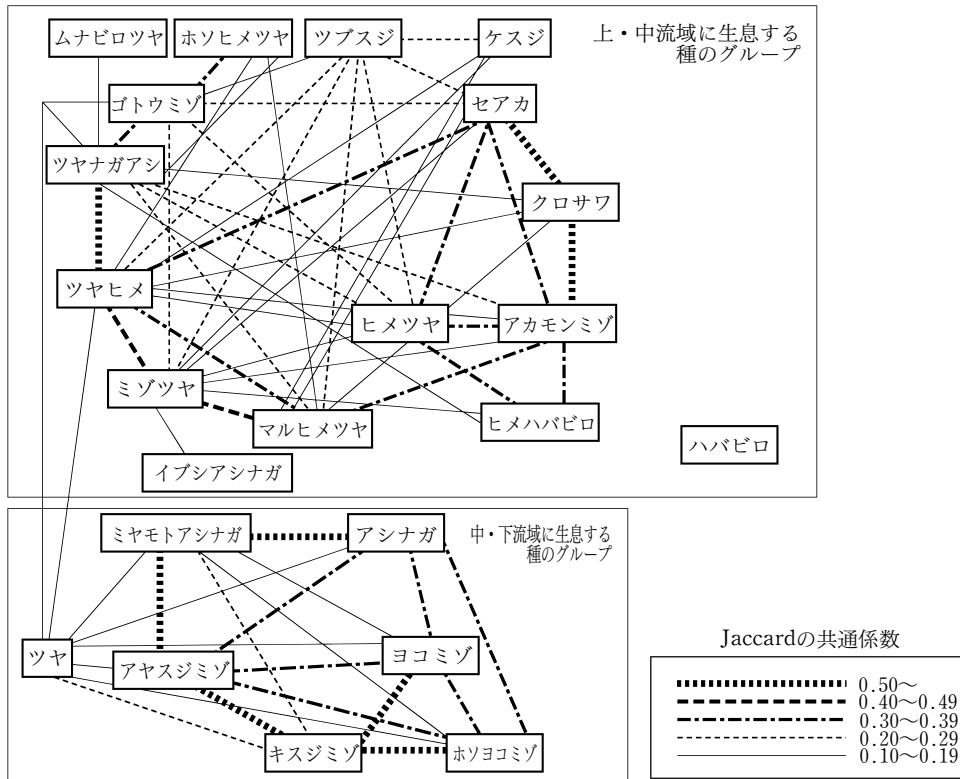 ムナビロツヤ
ホソヒメツヤ
ツブスジ
ケスジ
上・中流域に生息する
種のグループ
ゴトウミゾ
セアカ
ツヤナガアシ
クロサワ
ツヤヒメ
ヒメツヤ
アカモンミゾ
ミゾツヤ
マルヒメツヤ
ヒメハバビロ
ハバビロ
イブシアシナガ
ミヤモトアシナガ
アシナガ
中・下流域に生息する
種のグループ
ツヤ
アヤスジミゾ
ヨコミゾ
キスジミゾ
ホソヨコミゾ
Jaccardの共通係数
0.50〜
0.40〜0.49
0.30〜0.39
0.20〜0.29
0.10〜0.19